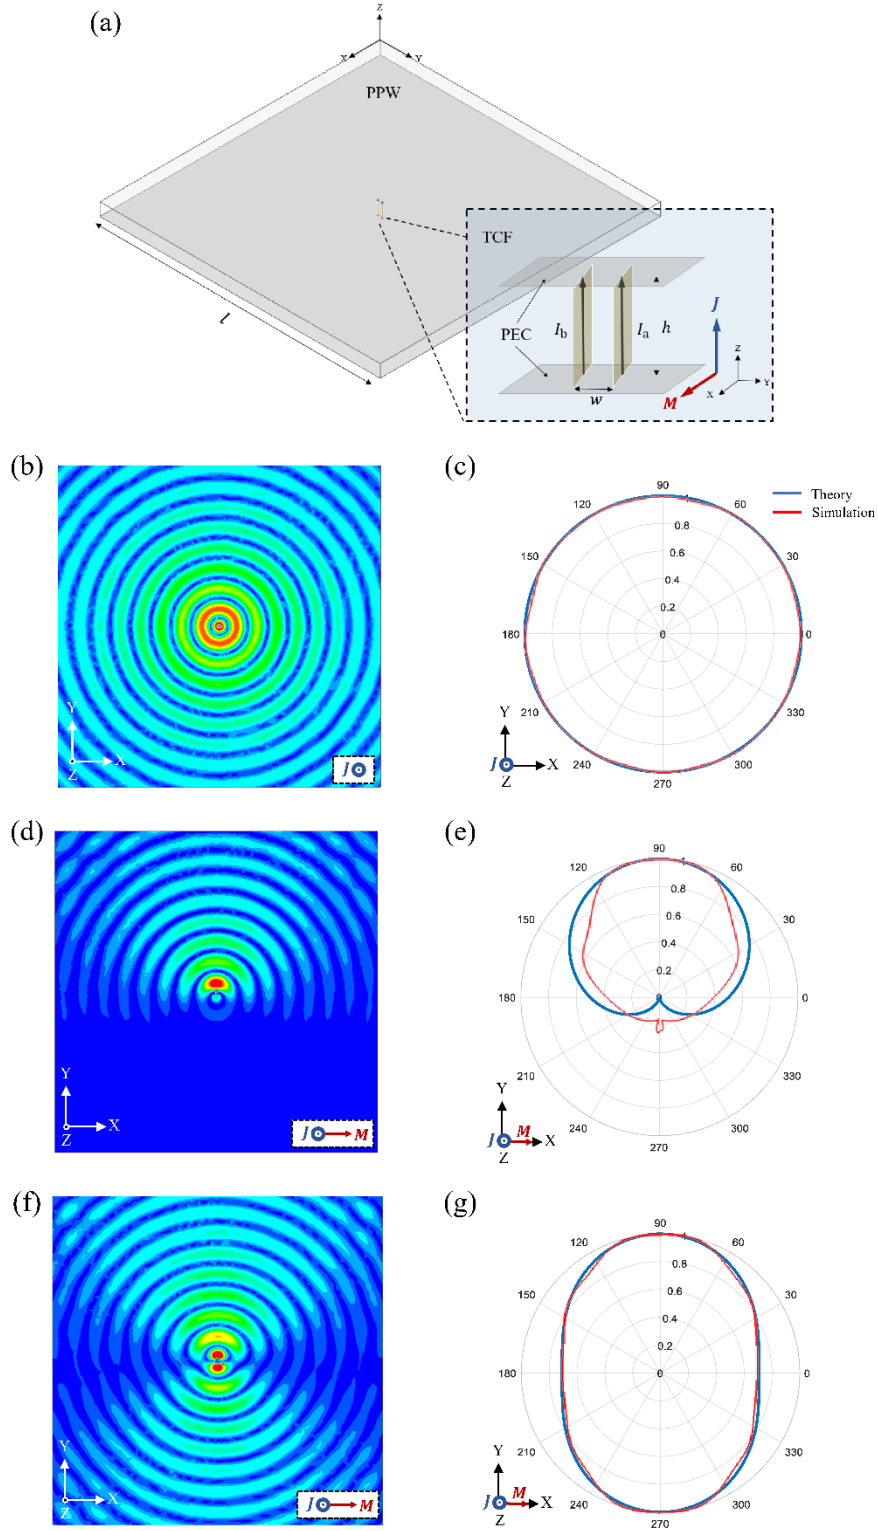 (a)
Z
X
Y
PPW
l
TCF
PEC
I_b
I_a
h
w
J
M
Z
X
Y
(b)
Y
X
Z
J
(c)
90
120
60
150
30
180
0
210
330
240
300
270
1
0.8
0.6
0.4
0.2
0
Theory
Simulation
Y
J
X
Z
(d)
Y
X
Z
J M
(e)
90
120
60
150
30
180
0
210
330
240
300
270
1
0.8
0.6
0.4
0.2
0
Y
J
M
X
Z
(f)
Y
X
Z
J M
(g)
90
120
60
150
30
180
0
210
330
240
300
270
1
0.8
0.6
0.4
0.2
0
Y
J
M
X
Z